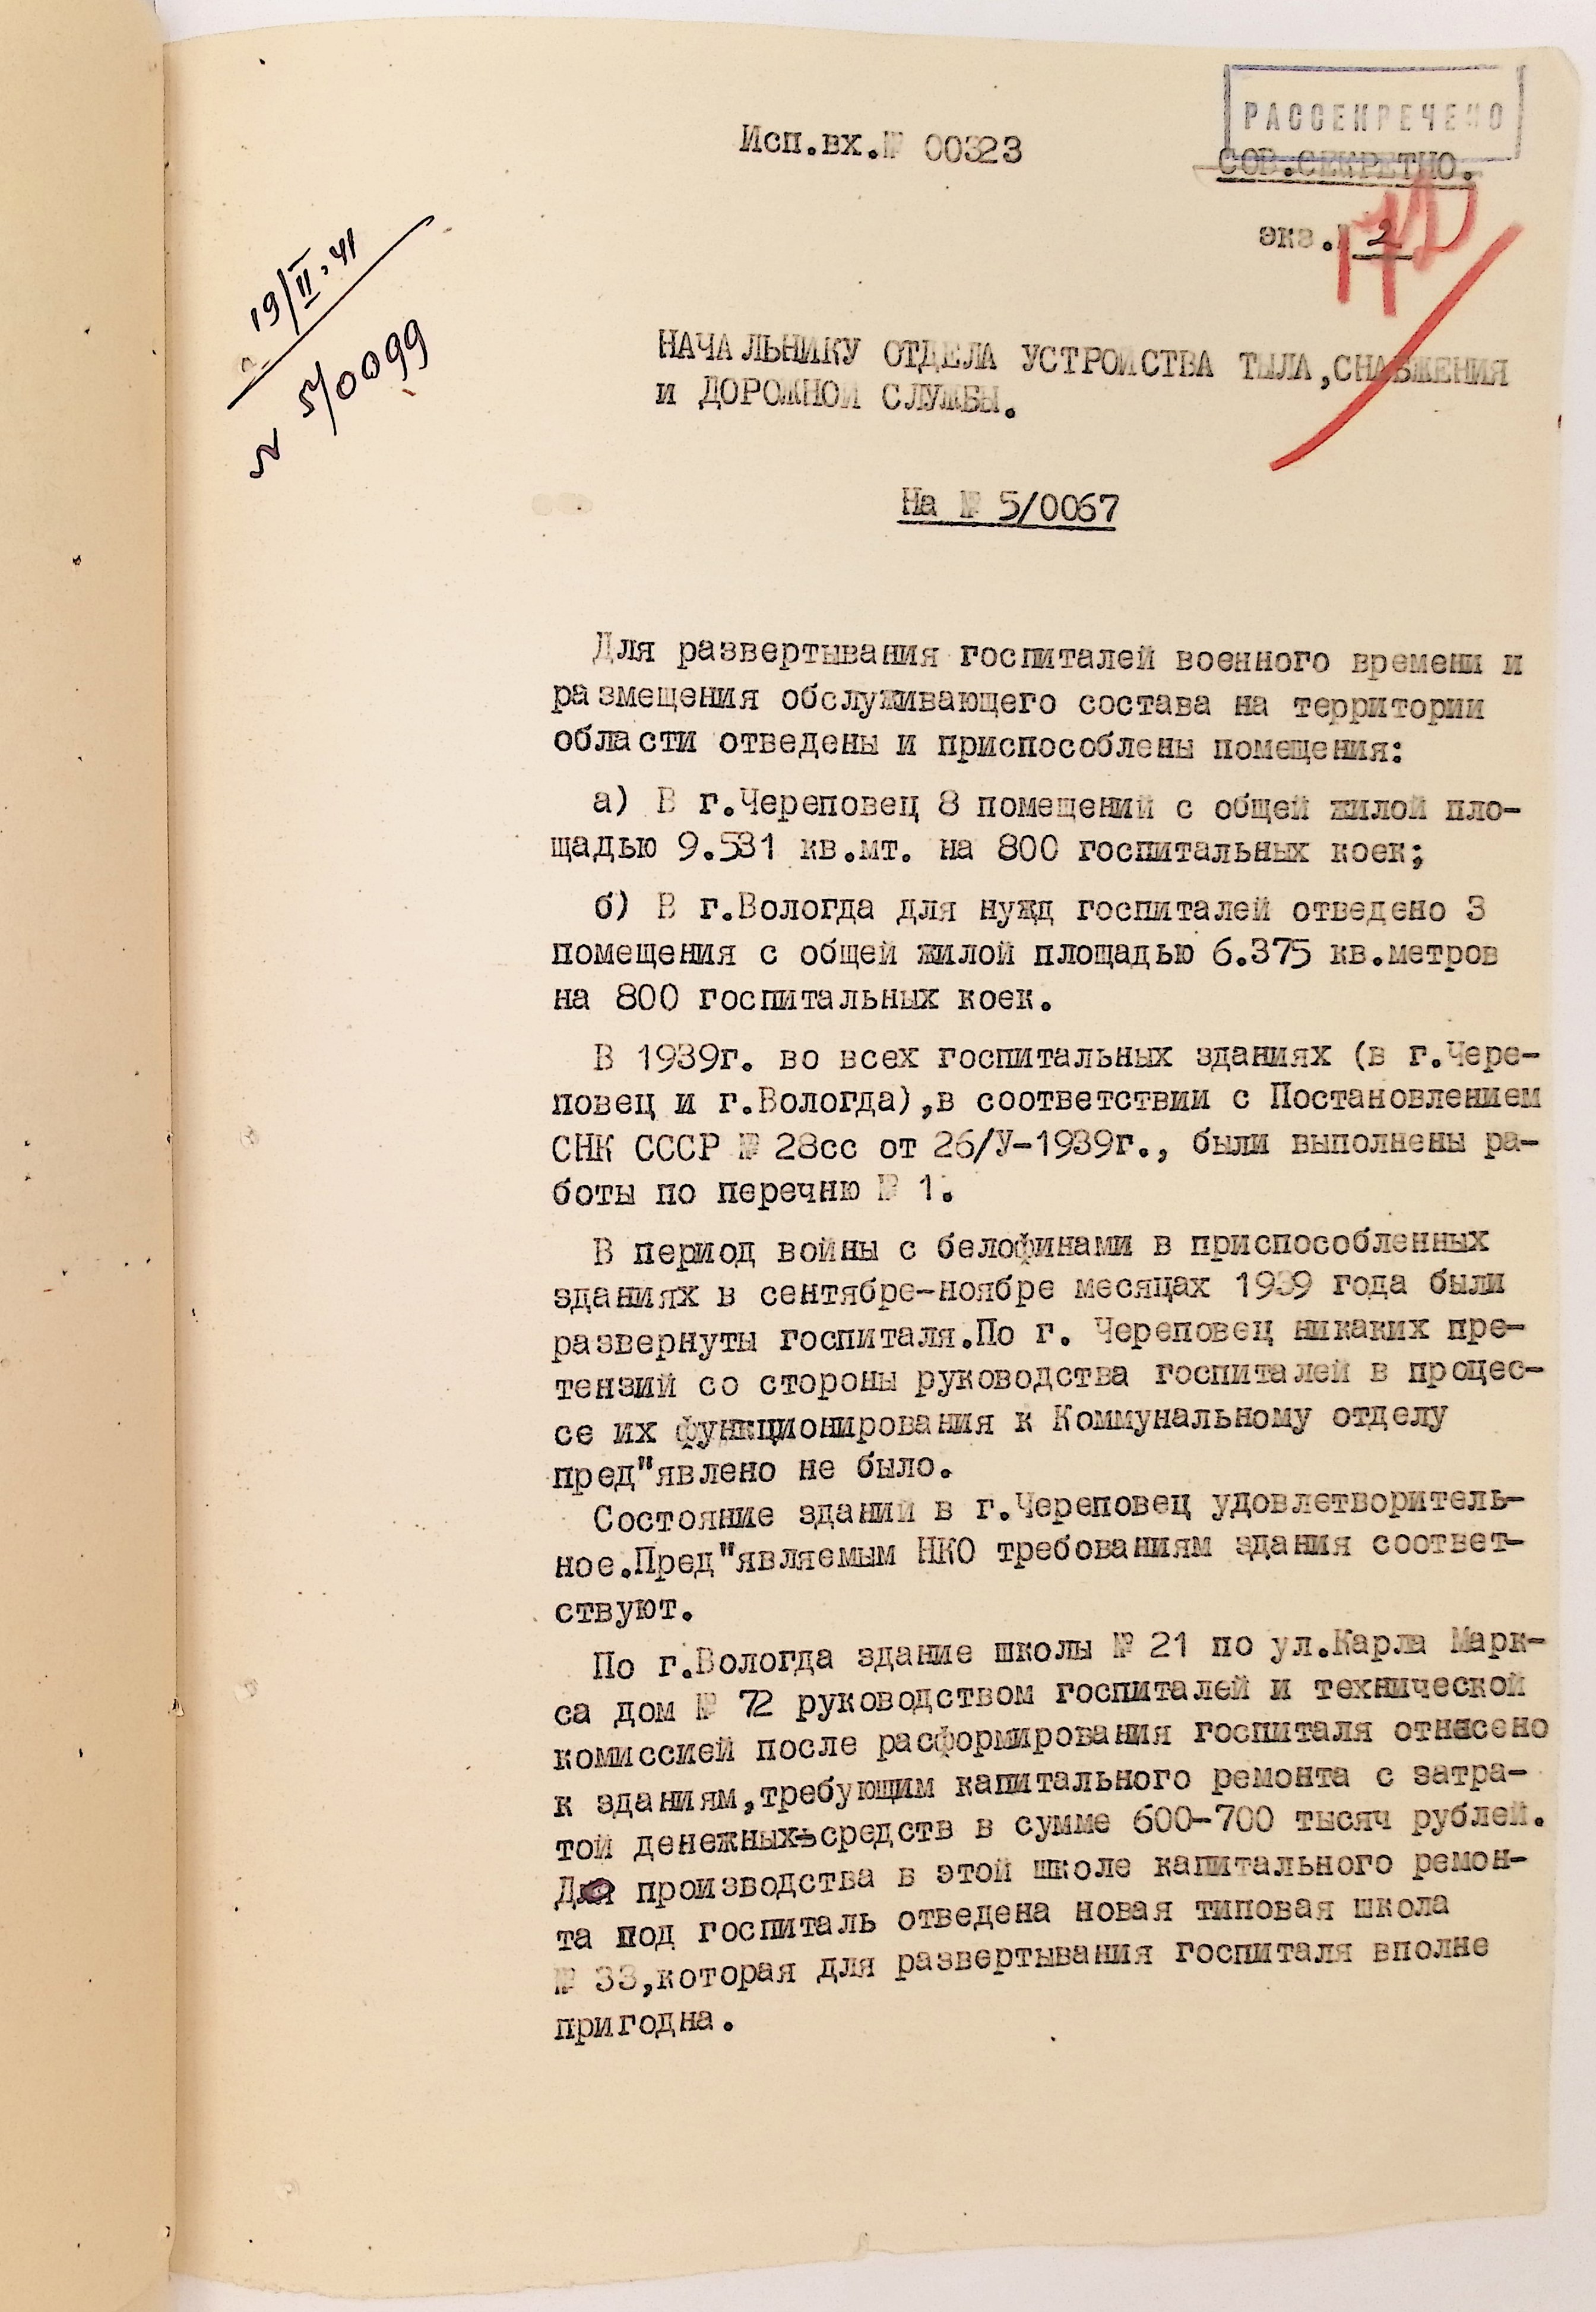 РАССЕКРЕЧЕНО
Исп.вх.№ 00323
СОВ.СЕКРЕТНО.
экз.№ 2
19/II.41
№ 5/0099
НАЧАЛЬНИКУ ОТДЕЛА УСТРОЙСТВА ТЫЛА,СНАБЖЕНИЯ
И ДОРОЖНОЙ СЛУЖБЫ.
На № 5/0067
Для развертывания госпиталей военного времени и
размещения обслуживающего состава на территории
области отведены и приспособлены помещения:
а) В г.Череповец 8 помещений с общей жилой пло-
щадью 9.531 кв.мт. на 800 госпитальных коек;
б) В г.Вологда для нужд госпиталей отведено 3
помещения с общей жилой площадью 6.375 кв.метров
на 800 госпитальных коек.
В 1939г. во всех госпитальных зданиях (в г.Чере-
повец и г.Вологда),в соответствии с Постановлением
СНК СССР № 28сс от 26/У-1939г., были выполнены ра-
боты по перечню № 1.
В период войны с белофинами в приспособленных
зданиях в сентябре-ноябре месяцах 1939 года были
развернуты госпиталя.По г. Череповец никаких пре-
тензий со стороны руководства госпиталей в процес-
се их функционирования к Коммунальному отделу
пред"явлено не было.
Состояние зданий в г.Череповец удовлетворитель-
ное.Пред"являемым НКО требованиям здания соответ-
ствуют.
По г.Вологда здание школы № 21 по ул.Карла Марк-
са дом № 72 руководством госпиталей и технической
комиссией после расформирования госпиталя отнесено
к зданиям,требующим капитального ремонта с затра-
той денежных средств в сумме 600-700 тысяч рублей.
Для производства в этой школе капитального ремон-
та под госпиталь отведена новая типовая школа
№ 33,которая для развертывания госпиталя вполне
пригодна.